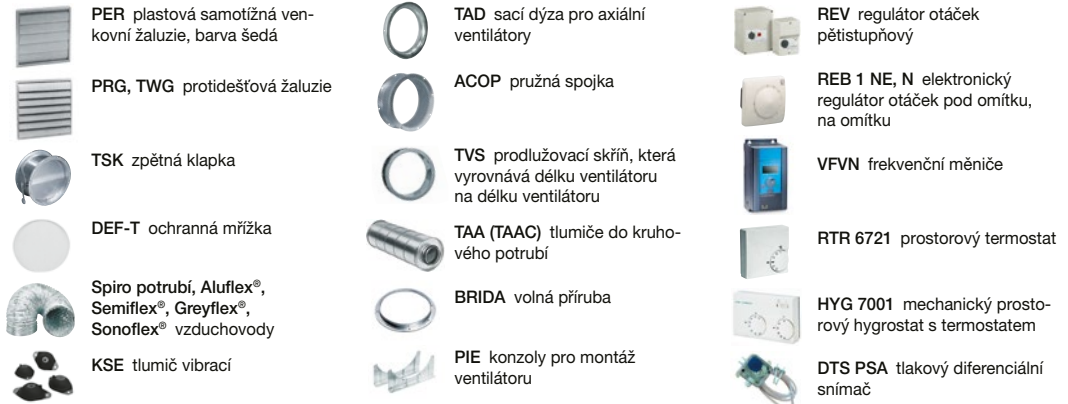 PER plastová samotížná ven-
kovní žaluzie, barva šedá
PRG, TWG protidešťová žaluzie
TSK zpětná klapka
DEF-T ochranná mřížka
Spiro potrubí, Aluflex®,
Semiflex®, Greyflex®,
Sonoflex® vzduchovody
KSE tlumič vibrací
TAD sací dýza pro axiální
ventilátory
ACOP pružná spojka
TVS prodlužovací skříň, která
vyrovnává délku ventilátoru
na délku ventilátoru
TAA (TAAC) tlumiče do kruho-
vého potrubí
BRIDA volná příruba
PIE konzoly pro montáž
ventilátoru
REV regulátor otáček
pětistupňový
REB 1 NE, N elektronický
regulátor otáček pod omítku,
na omítku
VFVN frekvenční měniče
RTR 6721 prostorový termostat
HYG 7001 mechanický prosto-
rový hygrostat s termostatem
DTS PSA tlakový diferenciální
snímač